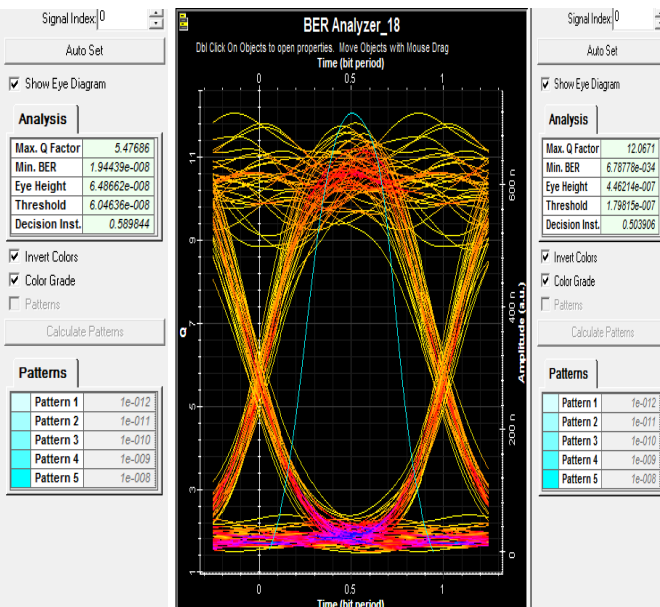 Signal Index: 0
Auto Set
Show Eye Diagram
Analysis
Max. Q Factor 5.47686
Min. BER 1.94439e-008
Eye Height 6.48662e-008
Threshold 6.04636e-008
Decision Inst. 0.589844
Invert Colors
Color Grade
Patterns
Calculate Patterns
Patterns
Pattern 1 1e-012
Pattern 2 1e-011
Pattern 3 1e-010
Pattern 4 1e-009
Pattern 5 1e-008
BER Analyzer_18
Dbl Click On Objects to open properties. Move Objects with Mouse Drag
Time (bit period)
0 0.5 1
Q
11
9
7
5
3
1
Amplitude (a.u.)
600 n
400 n
200 n
0
0 0.5 1
Time (bit period)
Signal Index: 0
Auto Set
Show Eye Diagram
Analysis
Max. Q Factor 12.0671
Min. BER 6.78778e-034
Eye Height 4.46214e-007
Threshold 1.79815e-007
Decision Inst. 0.503906
Invert Colors
Color Grade
Patterns
Calculate Patterns
Patterns
Pattern 1 1e-012
Pattern 2 1e-011
Pattern 3 1e-010
Pattern 4 1e-009
Pattern 5 1e-008